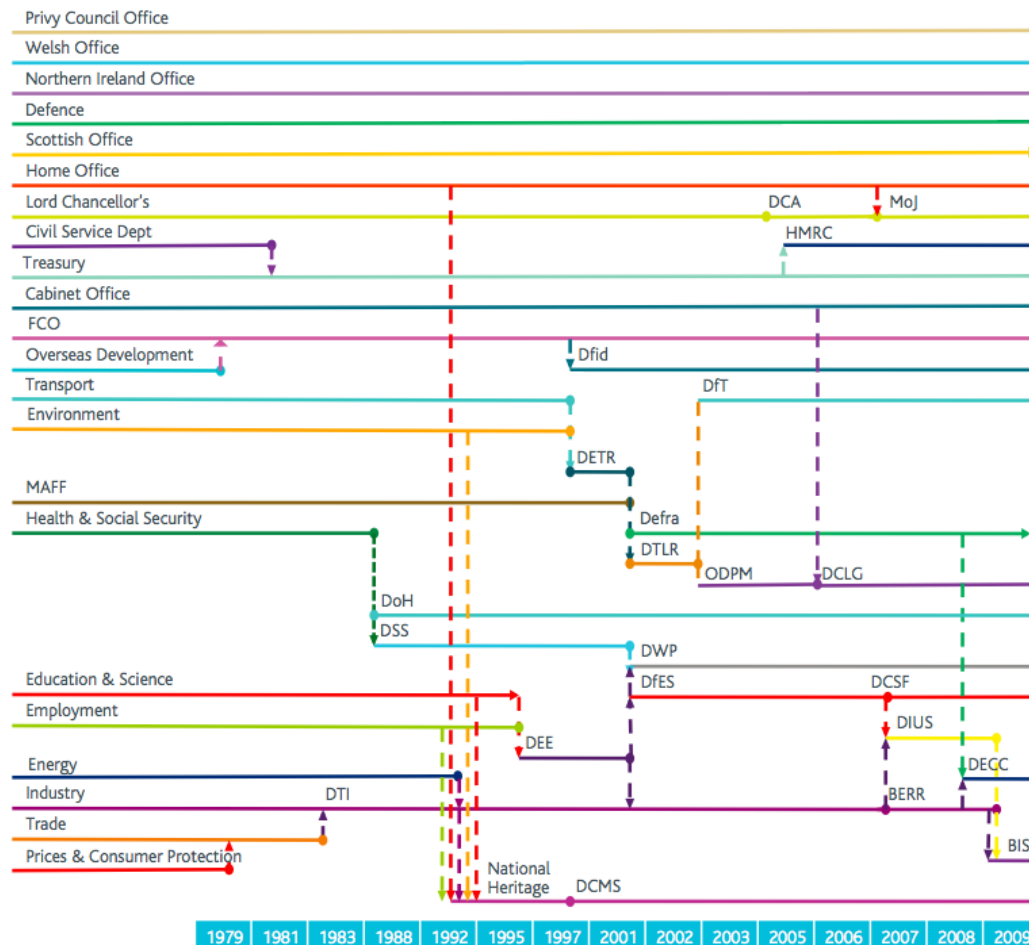 Privy Council Office
Welsh Office
Northern Ireland Office
Defence
Scottish Office
Home Office
Lord Chancellor's
DCA
MoJ
Civil Service Dept
HMRC
Treasury
Cabinet Office
FCO
Overseas Development
Dfid
Transport
DfT
Environment
DETR
MAFF
Health & Social Security
Defra
DTLR
ODPM
DCLG
DoH
DSS
DWP
Education & Science
DfES
DCSF
Employment
DIUS
DEE
Energy
DECC
Industry
DTI
BERR
Trade
Prices & Consumer Protection
BIS
National
Heritage
DCMS
1979 1981 1983 1988 1992 1995 1997 2001 2002 2003 2006 2007 2008 2009